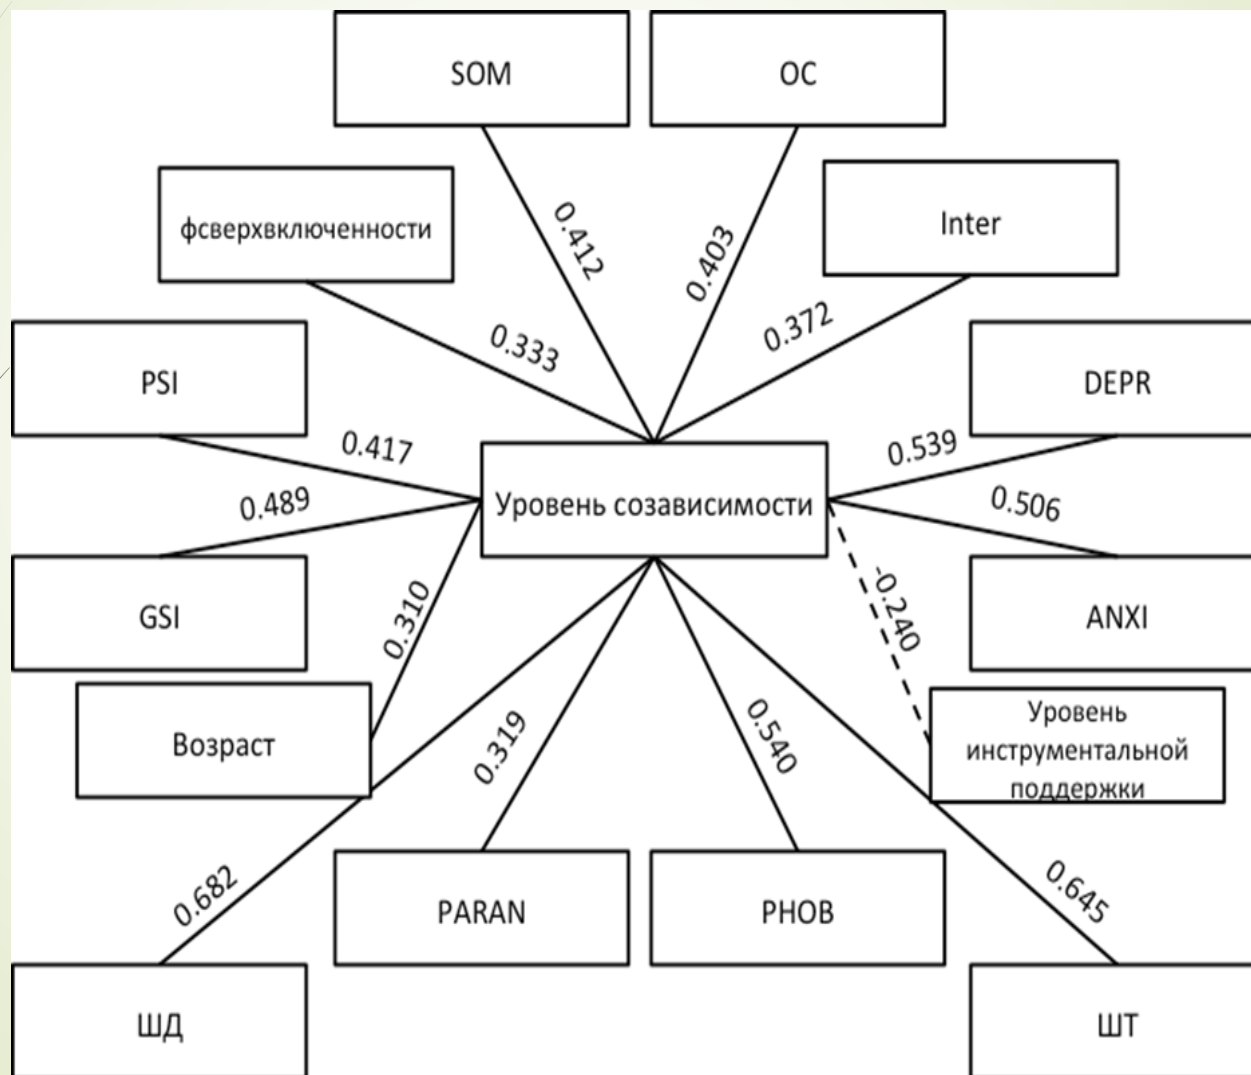 SOM
OC
фсверхвключенности
Inter
0.412
0.403
0.333
0.372
PSI
DEPR
0.417
0.539
0.489
Уровень созависимости
0.506
GSI
0.310
-0.240
ANXI
Возраст
0.319
0.540
Уровень
инструментальной
поддержки
0.682
PARAN
PHOB
0.645
ШД
ШТ